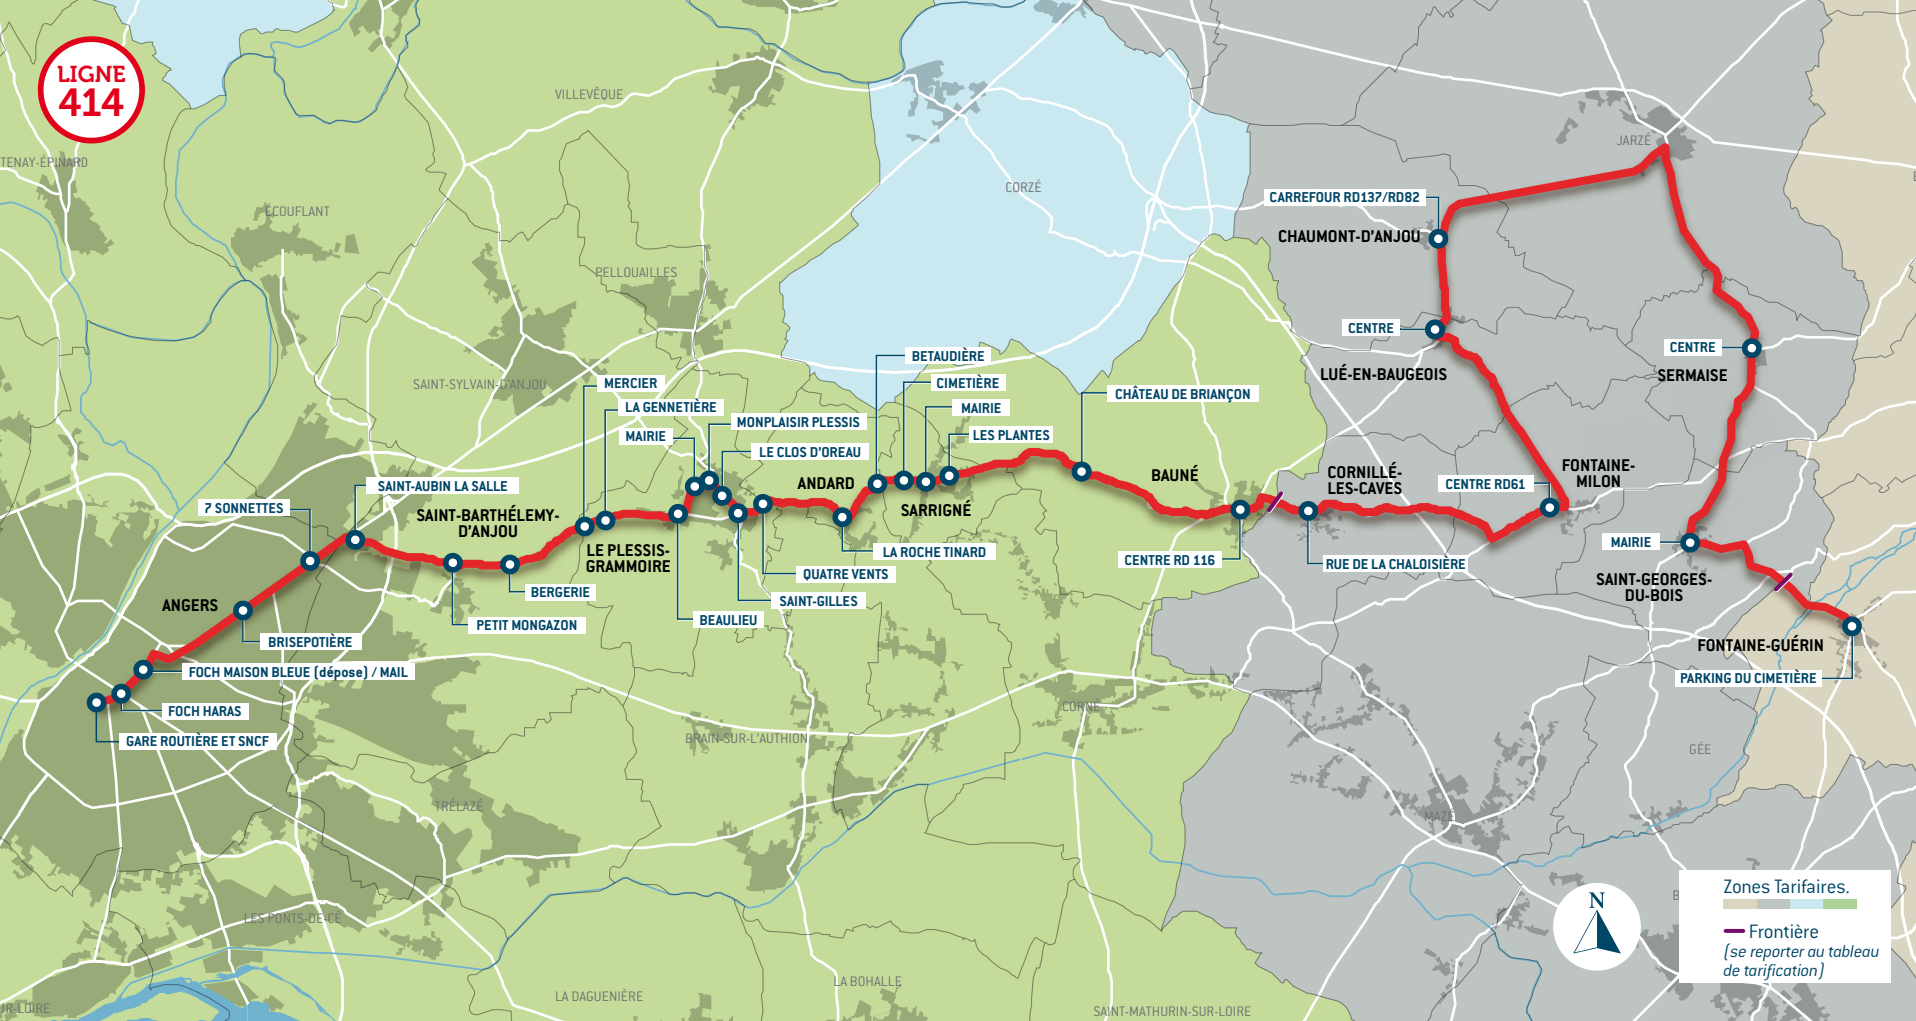 LIGNE
414
VILLEVÊQUE
TENAY-ÉPINARD
ÉCOUFLANT
CORZÉ
JARZÉ
PELLOUAILLES
SAINT-SYLVAIN-D'ANJOU
CARREFOUR RD137/RD82
CHAUMONT-D'ANJOU
CENTRE
LUÉ-EN-BAUGEOIS
CENTRE
SERMAISE
BETAUDIÈRE
MERCIER
CIMETIÈRE
LA GENNETIÈRE
MAIRIE
CHÂTEAU DE BRIANÇON
MONPLAISIR PLESSIS
MAIRIE
LES PLANTES
LE CLOS D'OREAU
SAINT-AUBIN LA SALLE
7 SONNETTES
SAINT-BARTHÉLEMY-
D'ANJOU
ANDARD
SARRIGNÉ
BAUNÉ
CORNILLÉ-
LES-CAVES
CENTRE RD61
FONTAINE-
MILON
LE PLESSIS-
GRAMMOIRE
LA ROCHE TINARD
CENTRE RD 116
RUE DE LA CHALOISIÈRE
MAIRIE
SAINT-GEORGES-
DU-BOIS
QUATRE VENTS
BERGERIE
SAINT-GILLES
BEAULIEU
PETIT MONGAZON
ANGERS
BRISEPOTIÈRE
FOCH MAISON BLEUE (dépose) / MAIL
FOCH HARAS
GARE ROUTIÈRE ET SNCF
FONTAINE-GUÉRIN
PARKING DU CIMETIÈRE
CORNÉ
BRAIN-SUR-L'AUTHION
GÉE
TRÉLAZÉ
MAZÉ
LES PONTS-DE-CÉ
LA DAGUENIÈRE
LA BOHALLE
SAINT-MATHURIN-SUR-LOIRE
UR-LOIRE
N
B
Zones Tarifaires.
Frontière
(se reporter au tableau
de tarification)